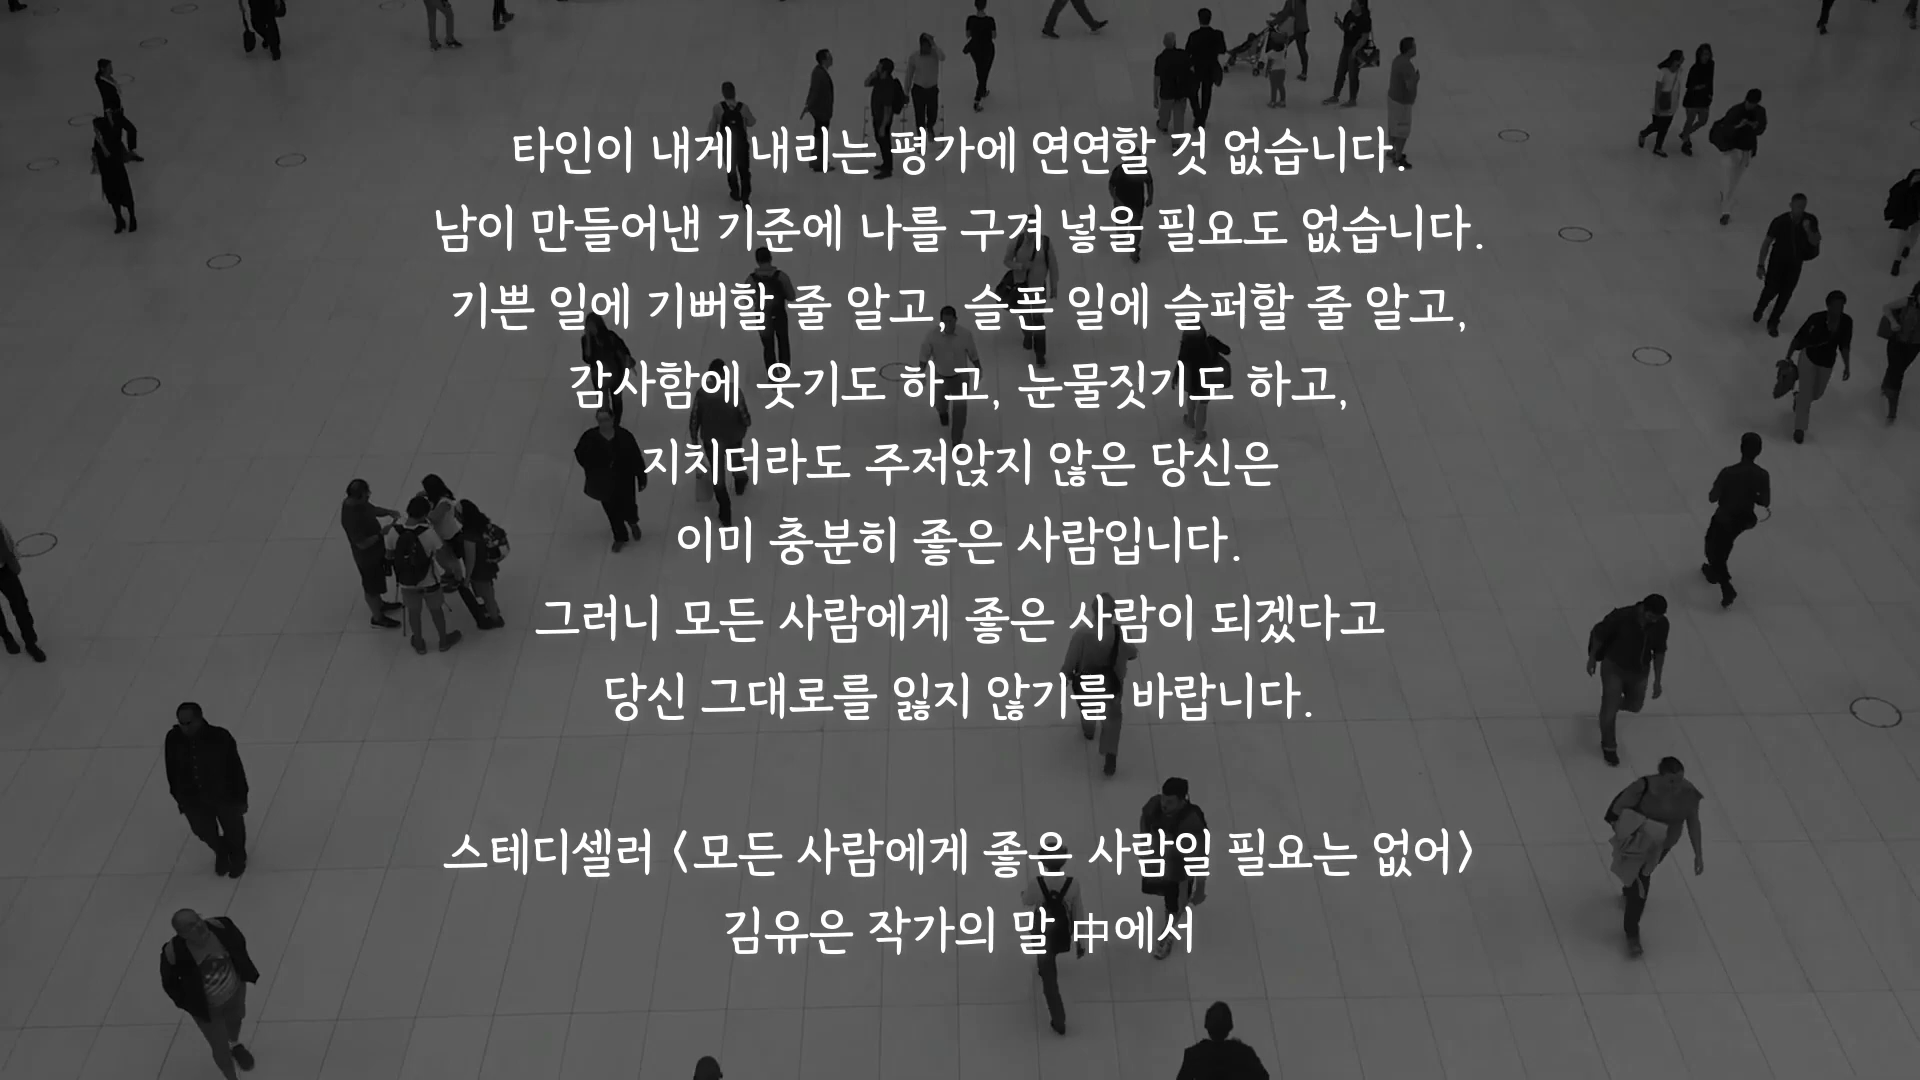 타인이 내게 내리는 평가에 연연할 것 없습니다.
남이 만들어낸 기준에 나를 구겨 넣을 필요도 없습니다.
기쁜 일에 기뻐할 줄 알고, 슬픈 일에 슬퍼할 줄 알고,
감사함에 웃기도 하고, 눈물짓기도 하고,
지치더라도 주저앉지 않은 당신은
이미 충분히 좋은 사람입니다.
그러니 모든 사람에게 좋은 사람이 되겠다고
당신 그대로를 잃지 않기를 바랍니다.
스테디셀러 <모든 사람에게 좋은 사람일 필요는 없어>
김유은 작가의 말 中에서